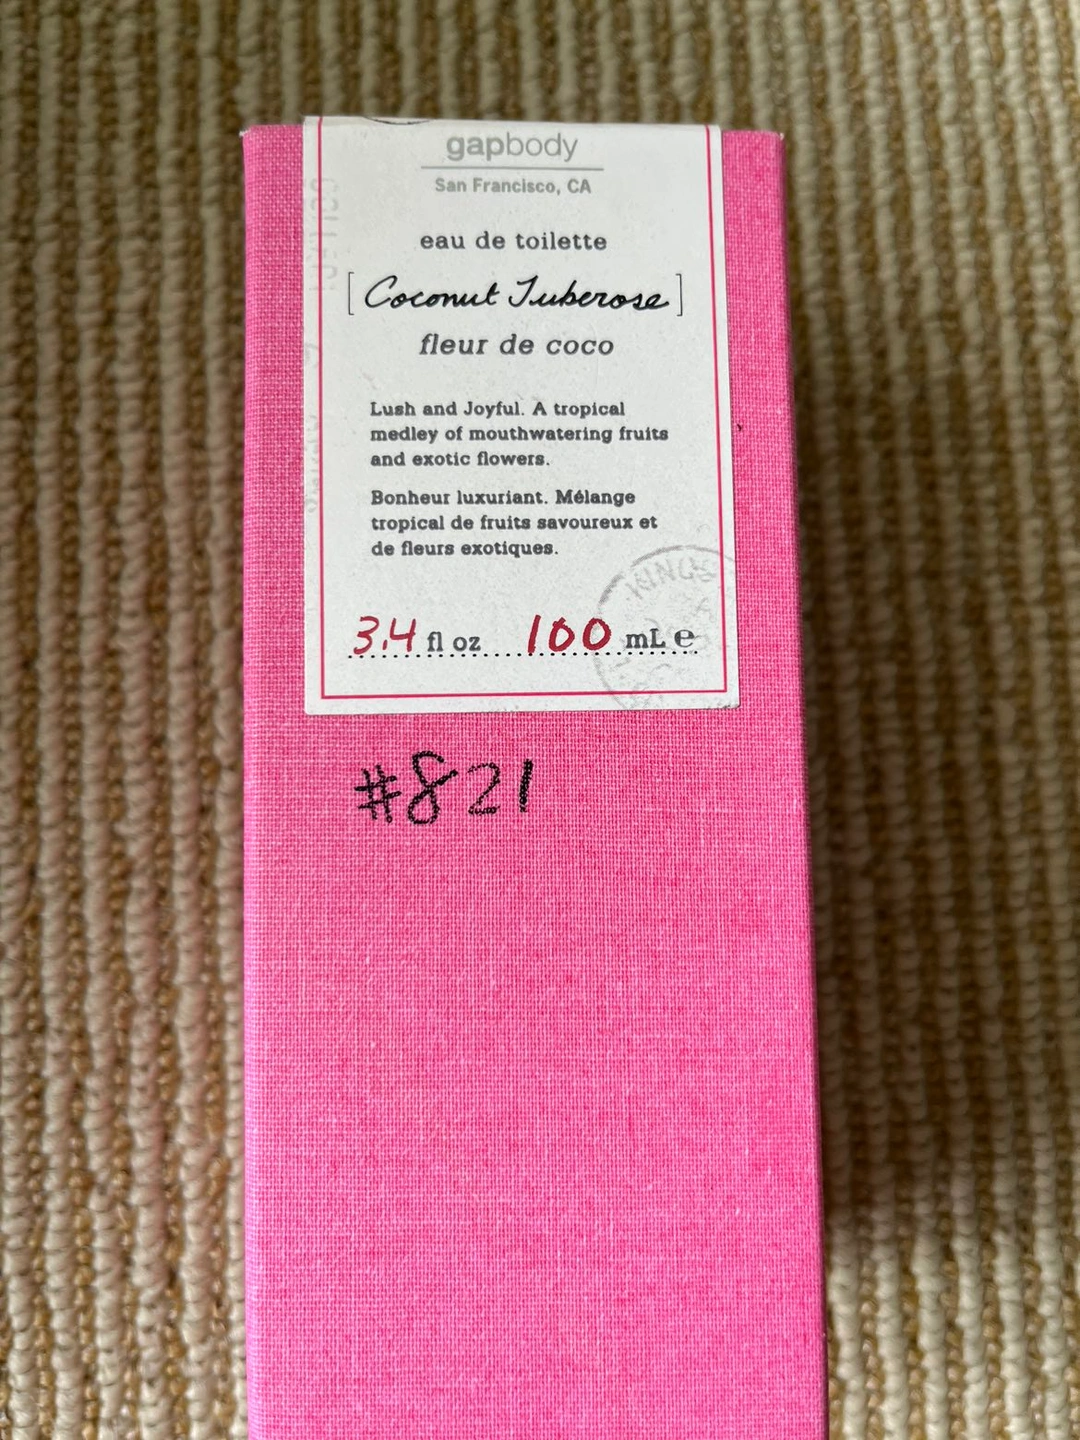 gapbody
San Francisco, CA
eau de toilette
[Coconut Tuberose]
fleur de coco
Lush and Joyful. A tropical
medley of mouthwatering fruits
and exotic flowers.
Bonheur luxuriant. Mélange
tropical de fruits savoureux et
de fleurs exotiques.
3.4 fl oz 100 mL e
#821